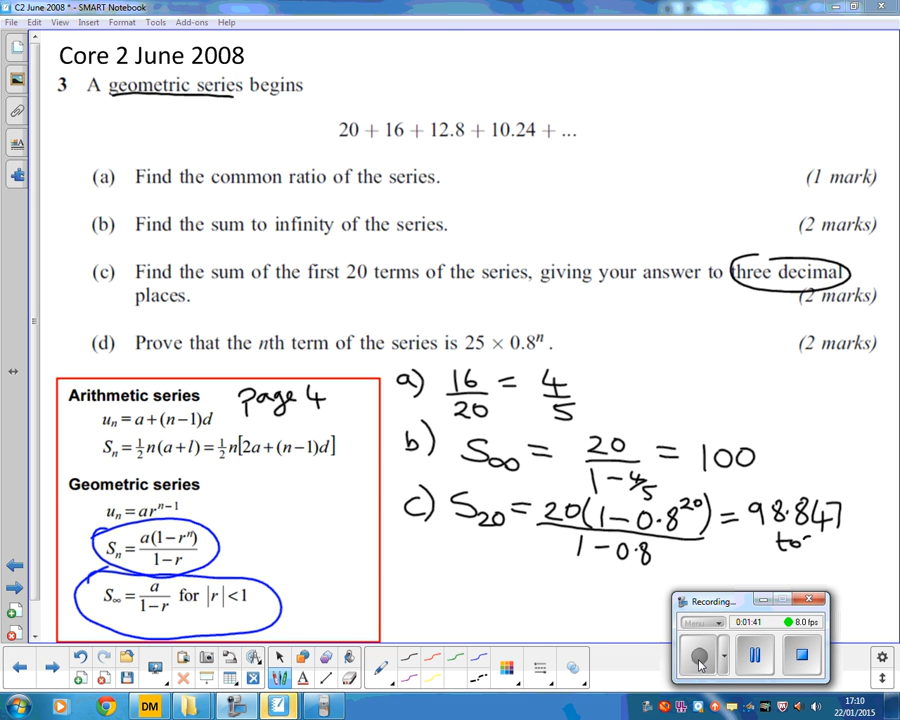 C2 June 2008 * - SMART Notebook
File Edit View Insert Format Tools Add-ons Help
Core 2 June 2008
3 A geometric series begins
20 + 16 + 12.8 + 10.24 + ...
(a) Find the common ratio of the series. (1 mark)
(b) Find the sum to infinity of the series. (2 marks)
(c) Find the sum of the first 20 terms of the series, giving your answer to three decimal
places. (2 marks)
(d) Prove that the nth term of the series is 25 × 0.8ⁿ . (2 marks)
Arithmetic series page 4
uₙ = a + (n − 1)d
Sₙ = ½n(a + l) = ½n[2a + (n − 1)d]
Geometric series
uₙ = arⁿ⁻¹
Sₙ = a(1 − rⁿ)/(1 − r)
S∞ = a/(1 − r) for |r| < 1
a) 16/20 = 4/5
b) S∞ = 20/(1 − 4/5) = 100
c) S₂₀ = 20(1 − 0.8²⁰)/(1 − 0.8) = 98.847
to
Recording...
Menu 0:01:41 8.0 fps
DM
17:10
22/01/2015